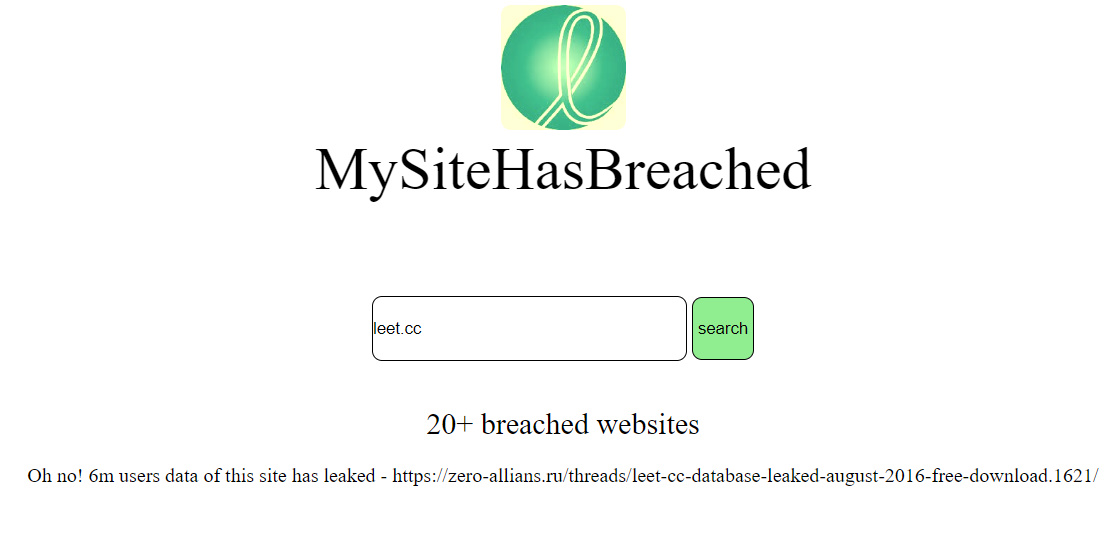 MySiteHasBreached
leet.cc search
20+ breached websites
Oh no! 6m users data of this site has leaked - https://zero-allians.ru/threads/leet-cc-database-leaked-august-2016-free-download.1621/